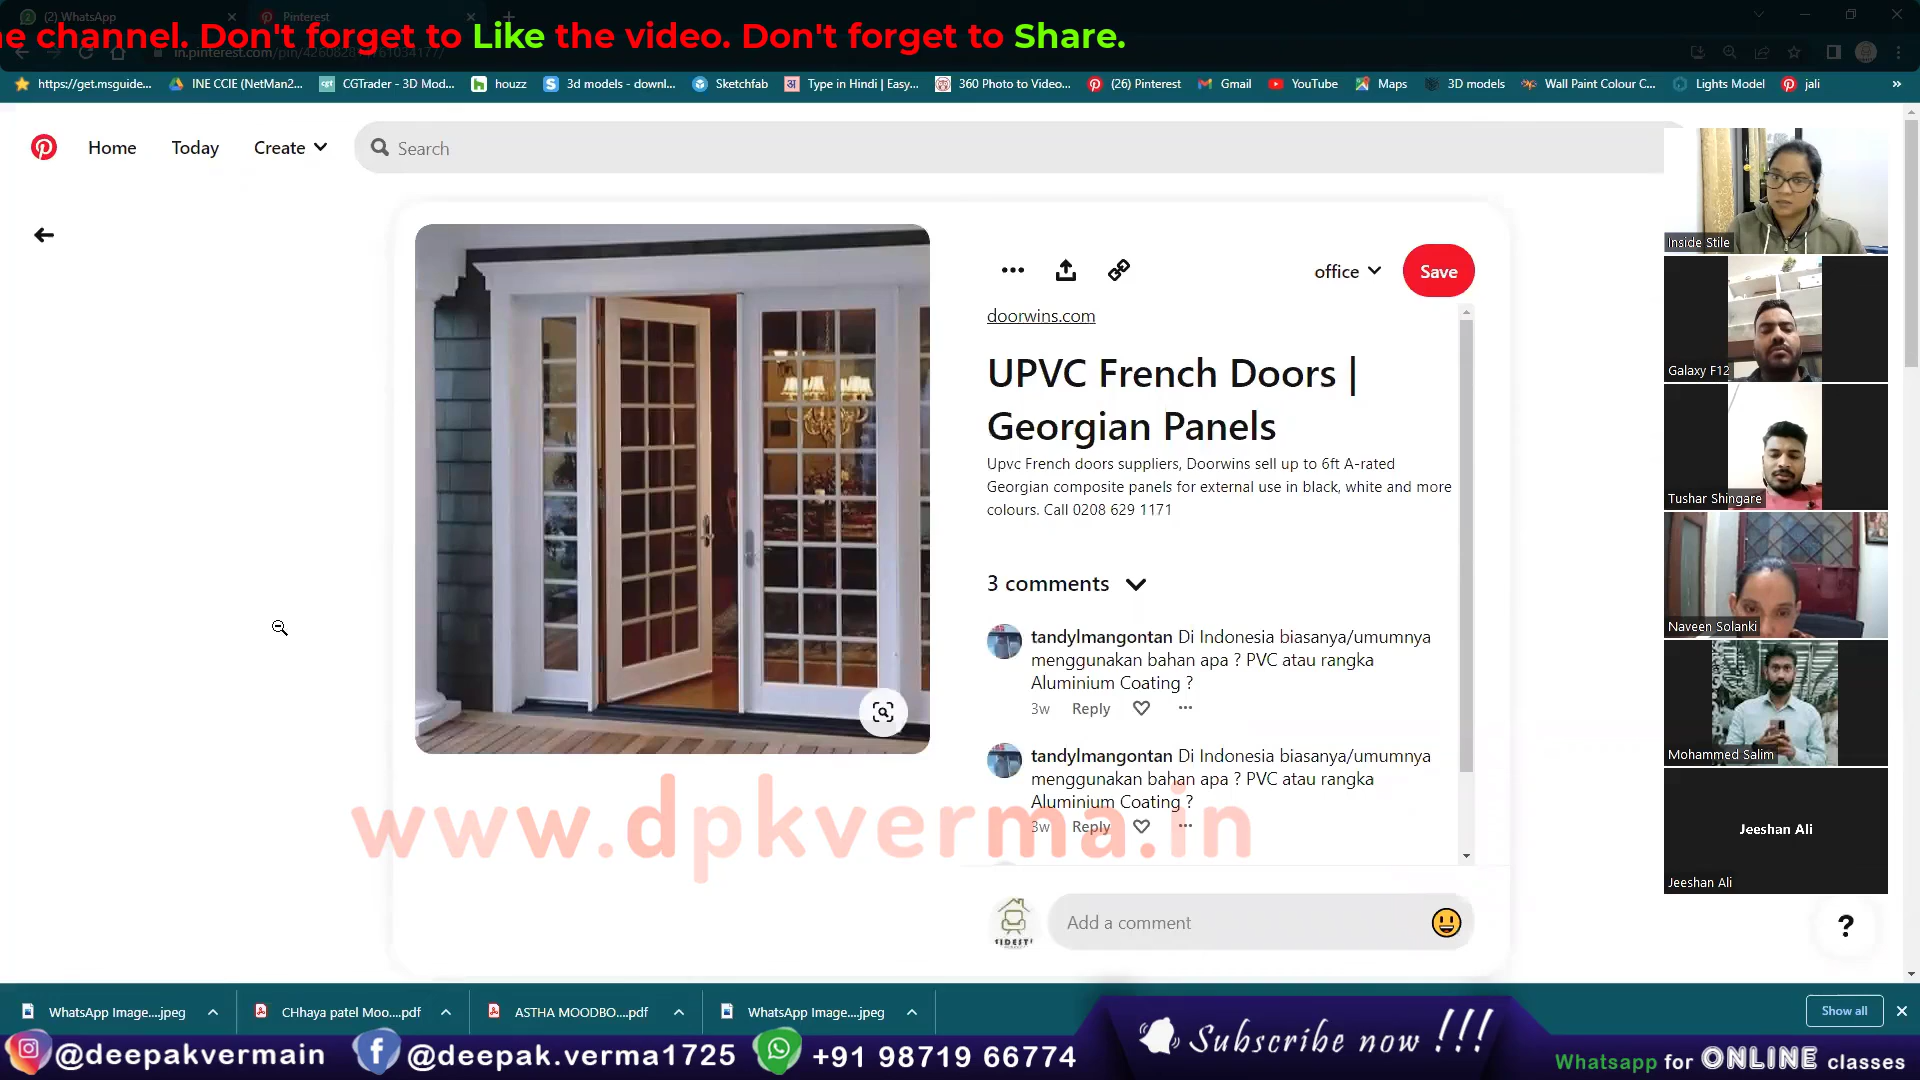 (2) WhatsApp
Pinterest
e channel. Don't forget to Like the video. Don't forget to Share.
https://get.msguide...
INE CCIE (NetMan2...
CGTrader - 3D Mod...
houzz
3d models - downl...
Sketchfab
Type in Hindi | Easy...
360 Photo to Video...
(26) Pinterest
Gmail
YouTube
Maps
3D models
Wall Paint Colour C...
Lights Model
jali
»
Home
Today
Create
Search
office
Save
doorwins.com
UPVC French Doors |
Georgian Panels
Upvc French doors suppliers, Doorwins sell up to 6ft A-rated
Georgian composite panels for external use in black, white and more
colours. Call 0208 629 1171
3 comments
tandylmangontan Di Indonesia biasanya/umumnya
menggunakan bahan apa ? PVC atau rangka
Aluminium Coating ?
3w Reply
tandylmangontan Di Indonesia biasanya/umumnya
menggunakan bahan apa ? PVC atau rangka
Aluminium Coating ?
3w Reply
www.dpkverma.in
Add a comment
?
Inside Stile
Galaxy F12
Tushar Shingare
Naveen Solanki
Mohammed Salim
Jeeshan Ali
Jeeshan Ali
WhatsApp Image....jpeg
CHhaya patel Moo....pdf
ASTHA MOODBO....pdf
WhatsApp Image....jpeg
Show all
@deepakvermain
@deepak.verma1725
+91 98719 66774
Subscribe now !!!
Whatsapp for ONLINE classes